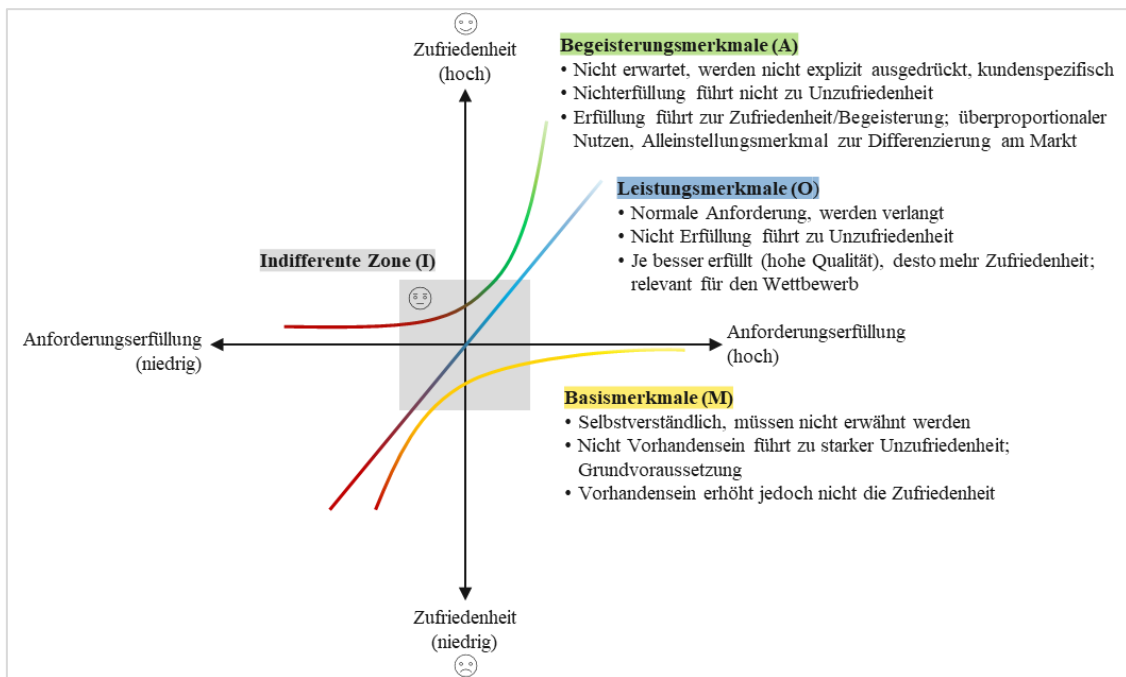 Zufriedenheit
(hoch)
Begeisterungsmerkmale (A)
• Nicht erwartet, werden nicht explizit ausgedrückt, kundenspezifisch
• Nichterfüllung führt nicht zu Unzufriedenheit
• Erfüllung führt zur Zufriedenheit/Begeisterung; überproportionaler
Nutzen, Alleinstellungsmerkmal zur Differenzierung am Markt
Leistungsmerkmale (O)
• Normale Anforderung, werden verlangt
• Nicht Erfüllung führt zu Unzufriedenheit
• Je besser erfüllt (hohe Qualität), desto mehr Zufriedenheit;
relevant für den Wettbewerb
Indifferente Zone (I)
Anforderungserfüllung
(niedrig)
Anforderungserfüllung
(hoch)
Basismerkmale (M)
• Selbstverständlich, müssen nicht erwähnt werden
• Nicht Vorhandensein führt zu starker Unzufriedenheit;
Grundvoraussetzung
• Vorhandensein erhöht jedoch nicht die Zufriedenheit
Zufriedenheit
(niedrig)